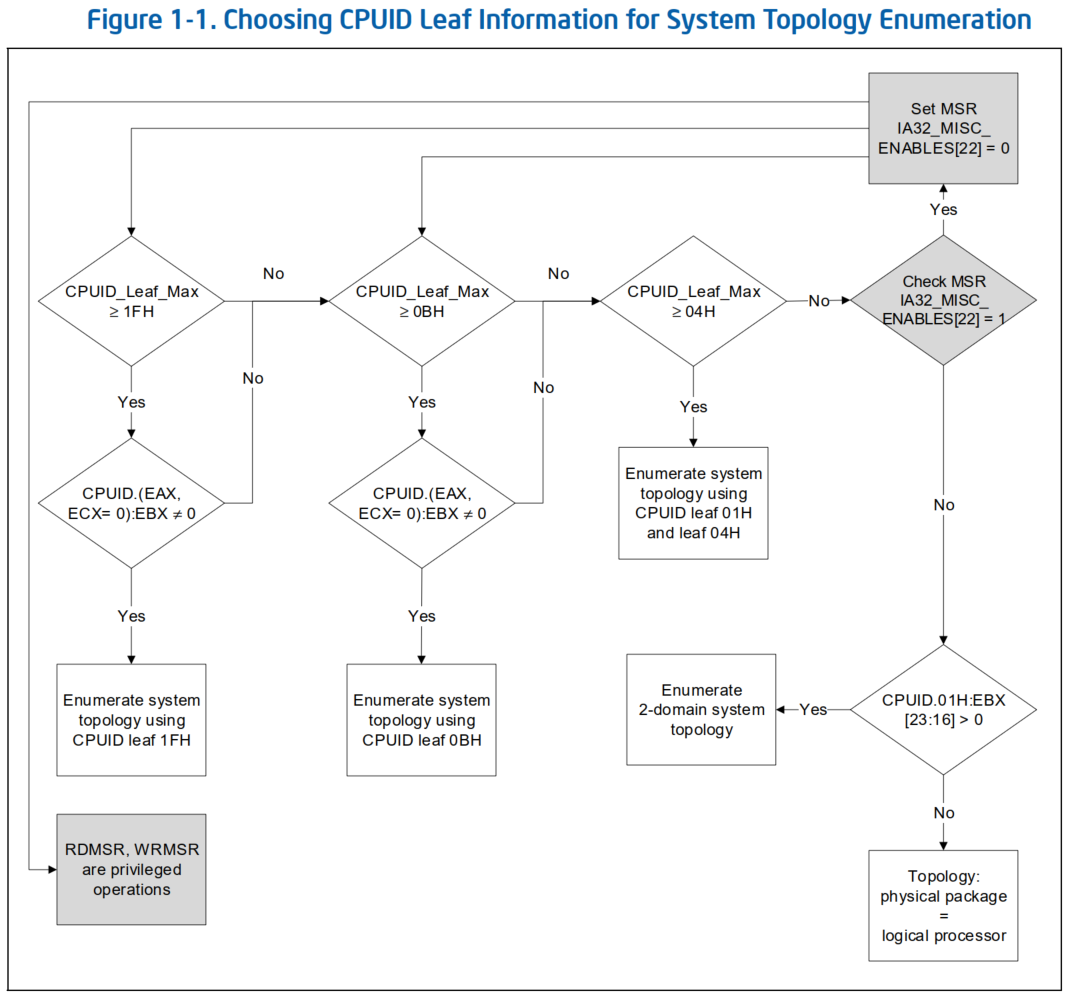 Figure 1-1. Choosing CPUID Leaf Information for System Topology Enumeration
Set MSR
IA32_MISC_
ENABLES[22] = 0
Yes
CPUID_Leaf_Max
≥ 1FH
No
CPUID_Leaf_Max
≥ 0BH
No
CPUID_Leaf_Max
≥ 04H
No
Check MSR
IA32_MISC_
ENABLES[22] = 1
Yes
No
Yes
No
Yes
CPUID.(EAX,
ECX= 0):EBX ≠ 0
CPUID.(EAX,
ECX= 0):EBX ≠ 0
Enumerate system
topology using
CPUID leaf 01H
and leaf 04H
No
Yes
Yes
Enumerate system
topology using
CPUID leaf 1FH
Enumerate system
topology using
CPUID leaf 0BH
Enumerate
2-domain system
topology
Yes
CPUID.01H:EBX
[23:16] > 0
No
RDMSR, WRMSR
are privileged
operations
Topology:
physical package
=
logical processor